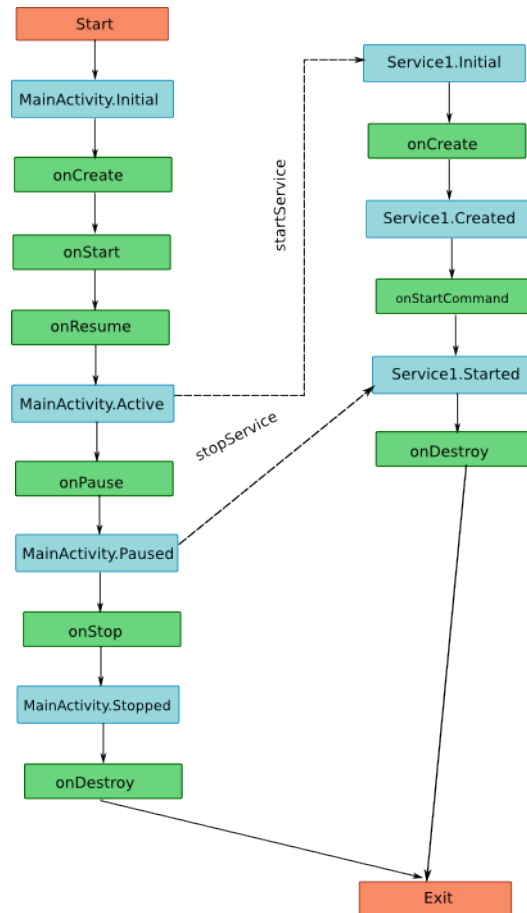 Start
MainActivity.Initial
onCreate
onStart
onResume
MainActivity.Active
onPause
MainActivity.Paused
onStop
MainActivity.Stopped
onDestroy
startService
stopService
Service1.Initial
onCreate
Service1.Created
onStartCommand
Service1.Started
onDestroy
Exit